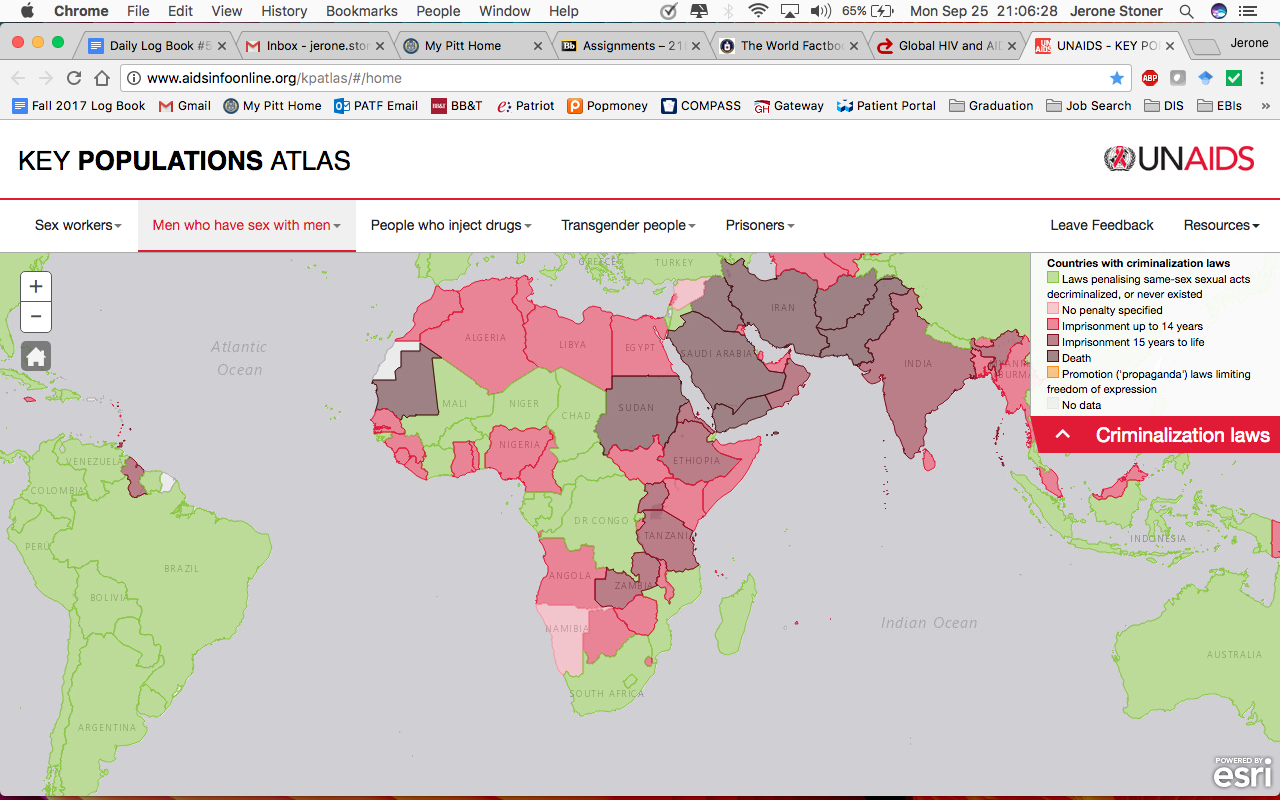 Chrome File Edit View History Bookmarks People Window Help 65% Mon Sep 25 21:06:28 Jerone Stoner
Daily Log Book #5 Inbox - jerone.stor My Pitt Home Assignments – 218 The World Factboo Global HIV and AID UNAIDS - KEY PO Jerone
www.aidsinfoonline.org/kpatlas/#/home ABP
Fall 2017 Log Book Gmail My Pitt Home PATF Email BB&T Patriot Popmoney COMPASS Gateway Patient Portal Graduation Job Search DIS EBIs »
KEY POPULATIONS ATLAS
UNAIDS
Sex workers Men who have sex with men People who inject drugs Transgender people Prisoners Leave Feedback Resources
Countries with criminalization laws
Laws penalising same-sex sexual acts
decriminalized, or never existed
No penalty specified
Imprisonment up to 14 years
Imprisonment 15 years to life
Death
Promotion ('propaganda') laws limiting
freedom of expression
No data
Criminalization laws
+
−
GREECE
TURKEY
Atlantic
Ocean
ALGERIA
LIBYA
EGYPT
SAUDI ARABIA
IRAN
INDIA
MALI
NIGER
CHAD
SUDAN
NIGERIA
ETHIOPIA
VENEZUELA
COLOMBIA
DR CONGO
TANZANI
PERU
BRAZIL
BOLIVIA
ANGOLA
ZAMBIA
NAMIBIA
Indian Ocean
INDONESIA
AUSTRALIA
SOUTH AFRICA
ARGENTINA
POWERED BY
esri